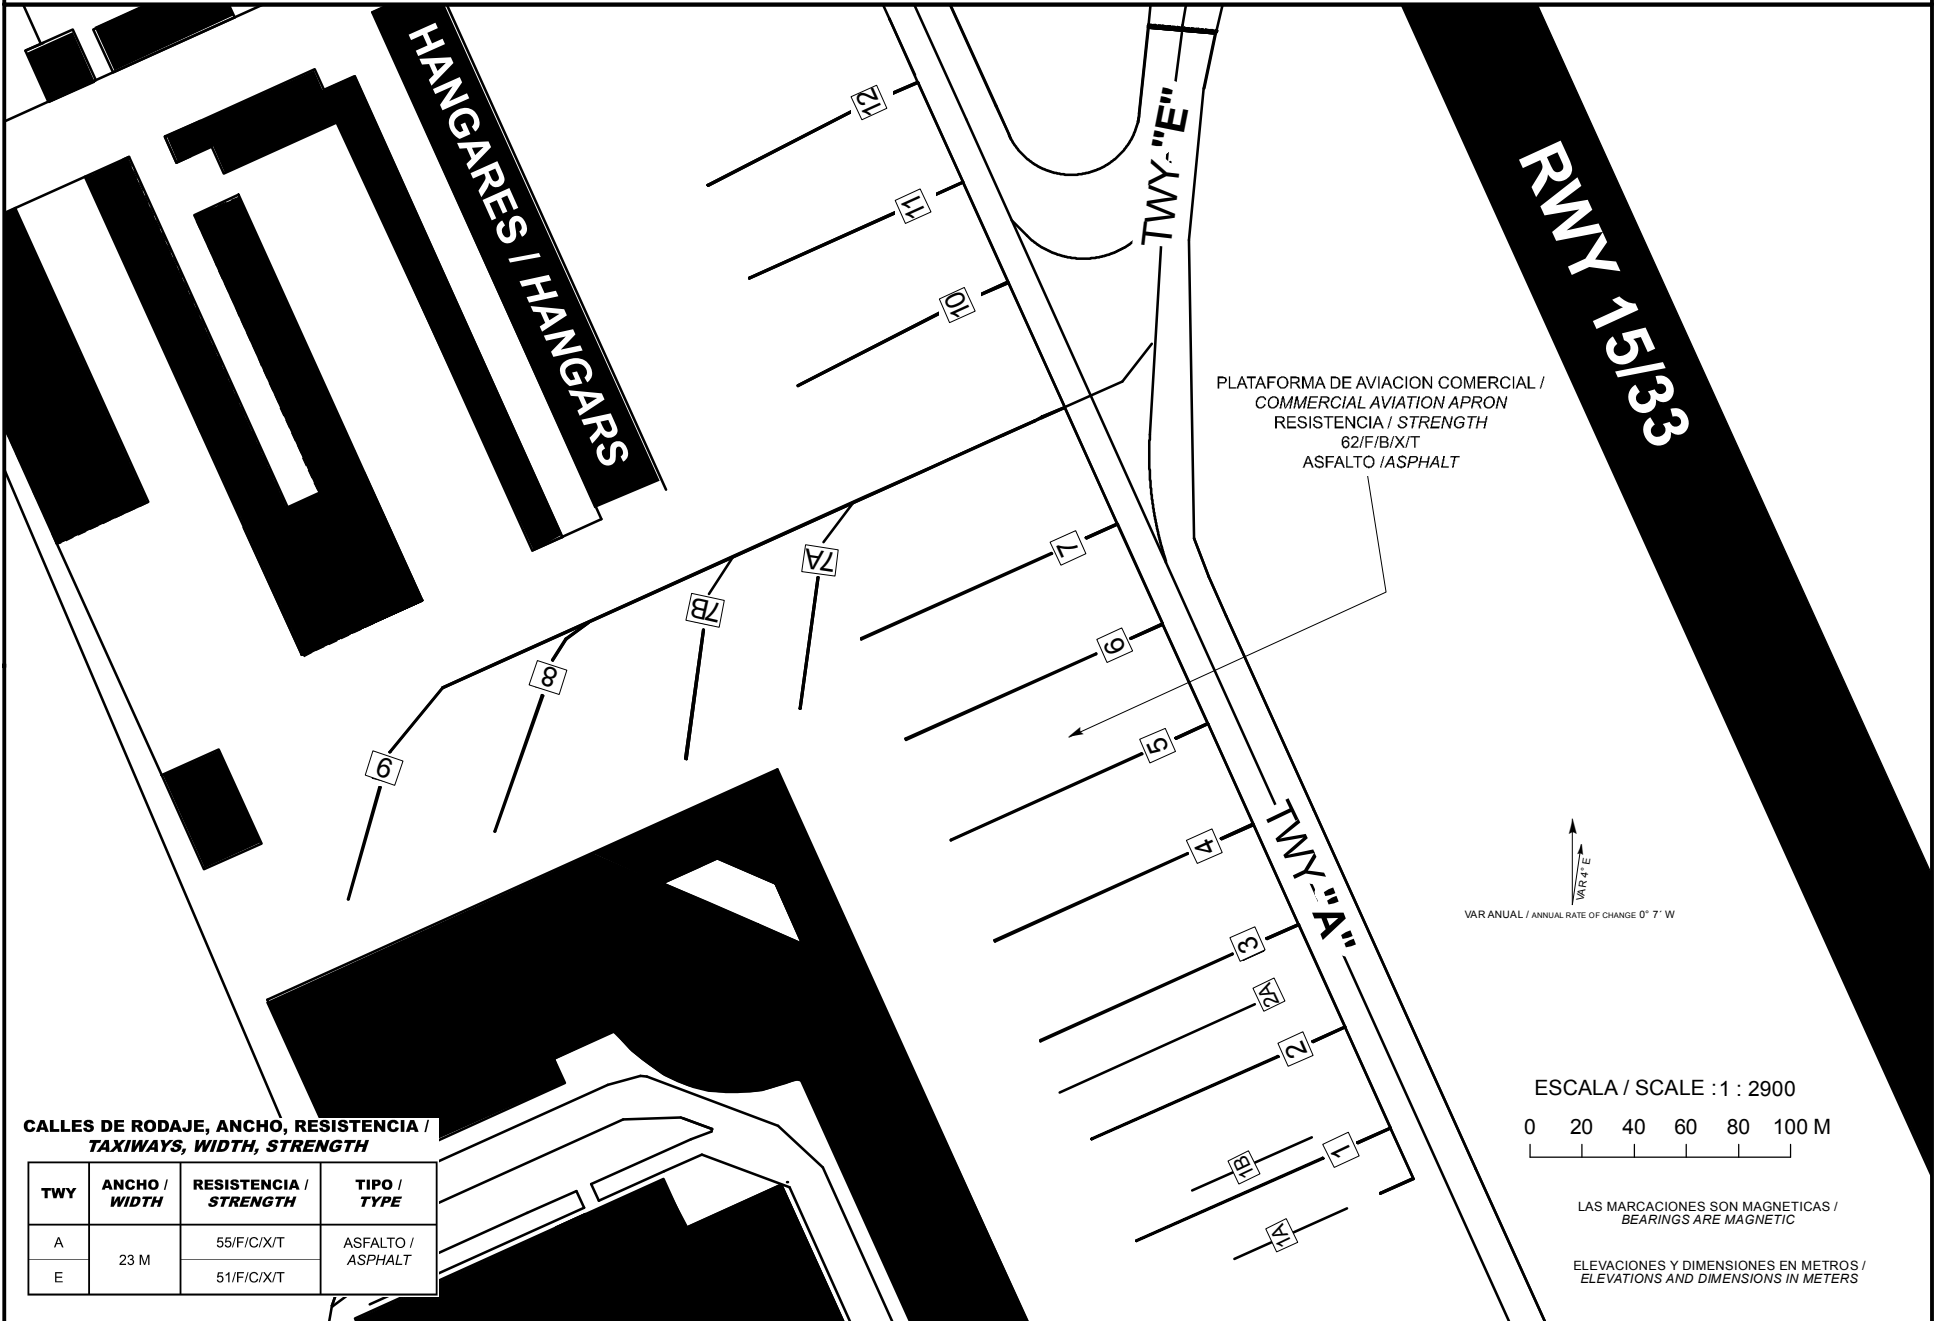 HANGARES / HANGARS
12
11
10
TWY-"E"
RWY 15/33
PLATAFORMA DE AVIACION COMERCIAL /
COMMERCIAL AVIATION APRON
RESISTENCIA / STRENGTH
62/F/B/X/T
ASFALTO /ASPHALT
7A
7B
8
9
7
6
5
4
3
2A
2
1B
1
1A
TWY-"A"
VAR 4° E
VAR ANUAL / ANNUAL RATE OF CHANGE 0° 7´ W
ESCALA / SCALE :1 : 2900
0 20 40 60 80 100 M
LAS MARCACIONES SON MAGNETICAS /
BEARINGS ARE MAGNETIC
ELEVACIONES Y DIMENSIONES EN METROS /
ELEVATIONS AND DIMENSIONS IN METERS
CALLES DE RODAJE, ANCHO, RESISTENCIA /
TAXIWAYS, WIDTH, STRENGTH
TWY ANCHO / RESISTENCIA / TIPO /
WIDTH STRENGTH TYPE
A 23 M 55/F/C/X/T ASFALTO /
ASPHALT
E 51/F/C/X/T